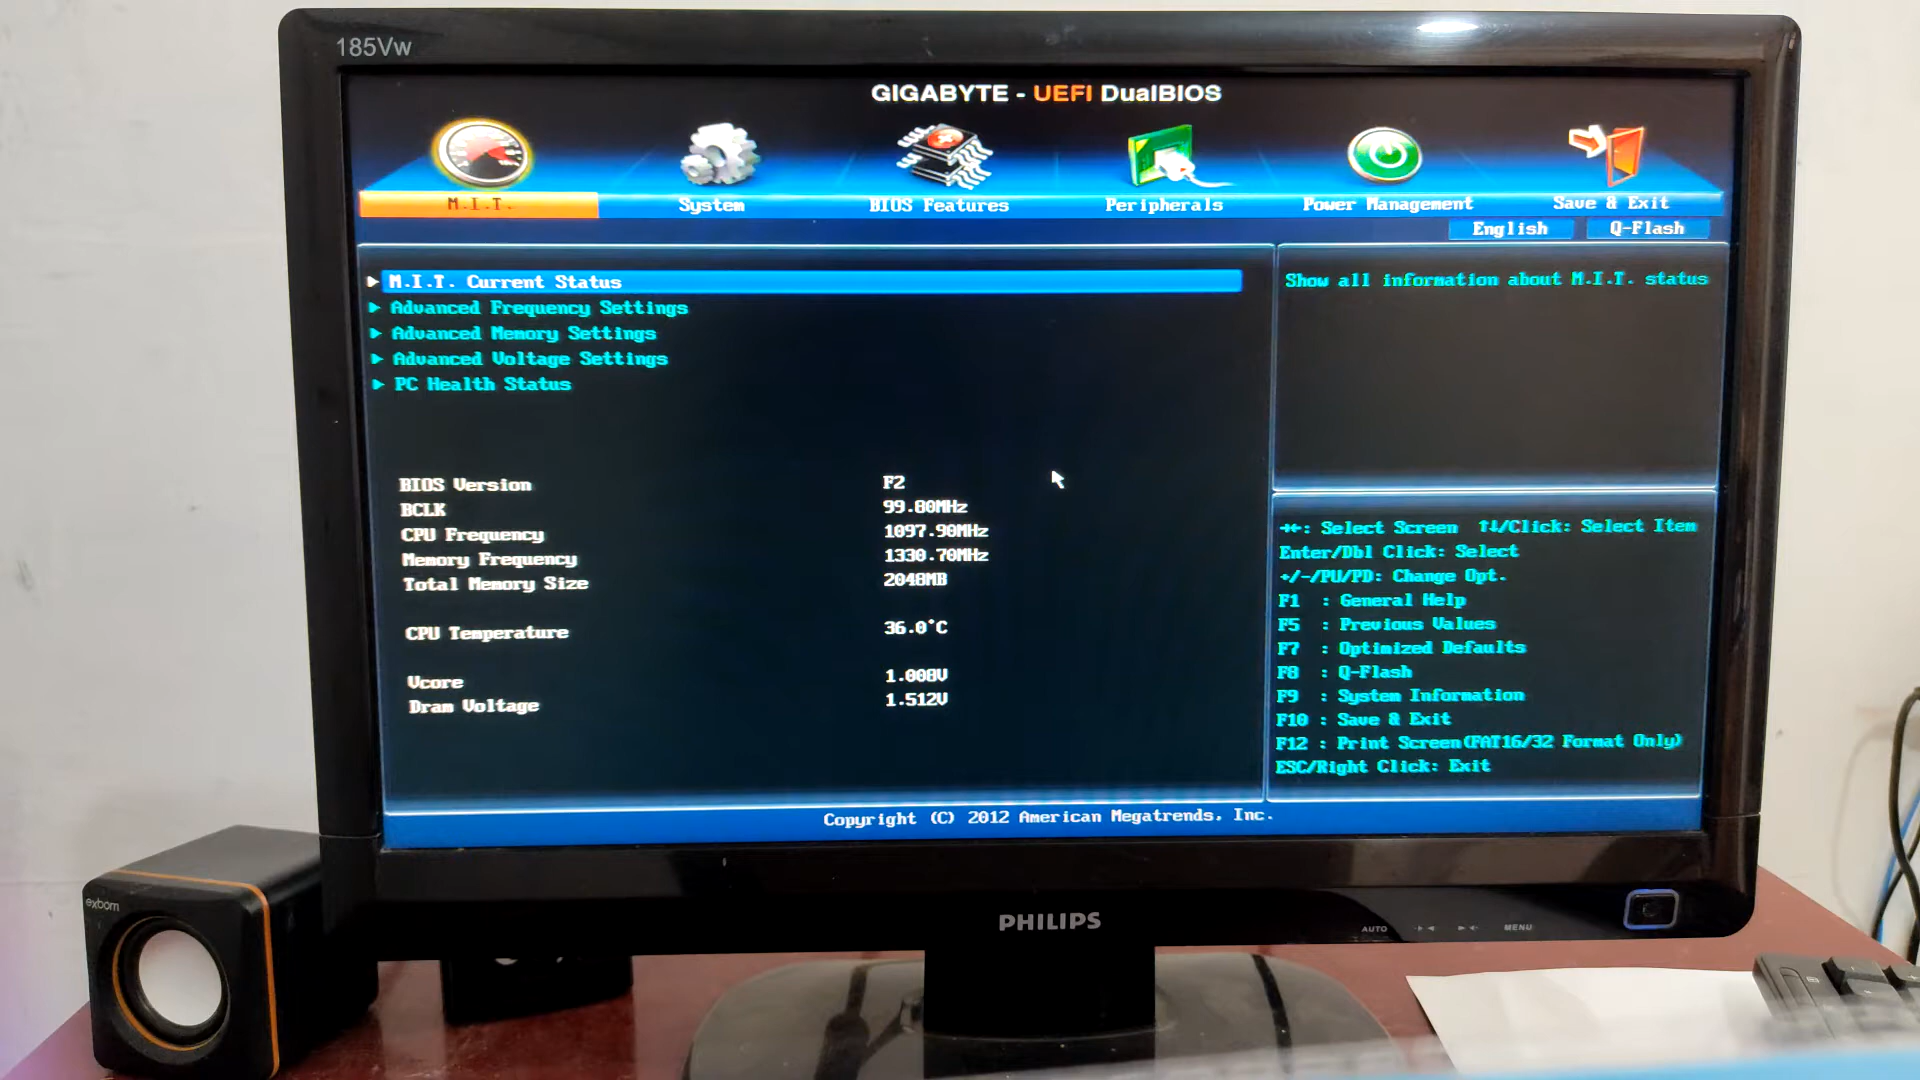 185Vw
GIGABYTE - UEFI DualBIOS
M.I.T. System BIOS Features Peripherals Power Management Save & Exit
English Q-Flash
M.I.T. Current Status
Advanced Frequency Settings
Advanced Memory Settings
Advanced Voltage Settings
PC Health Status
BIOS Version F2
BCLK 99.80MHz
CPU Frequency 1097.90MHz
Memory Frequency 1330.70MHz
Total Memory Size 2048MB
CPU Temperature 36.0°C
Vcore 1.008V
Dram Voltage 1.512V
Show all information about M.I.T. status
→←: Select Screen ↑↓/Click: Select Item
Enter/Dbl Click: Select
+/-/PU/PD: Change Opt.
F1 : General Help
F5 : Previous Values
F7 : Optimized Defaults
F8 : Q-Flash
F9 : System Information
F10 : Save & Exit
F12 : Print Screen(FAT16/32 Format Only)
ESC/Right Click: Exit
Copyright (C) 2012 American Megatrends, Inc.
exbom
PHILIPS
AUTO MENU